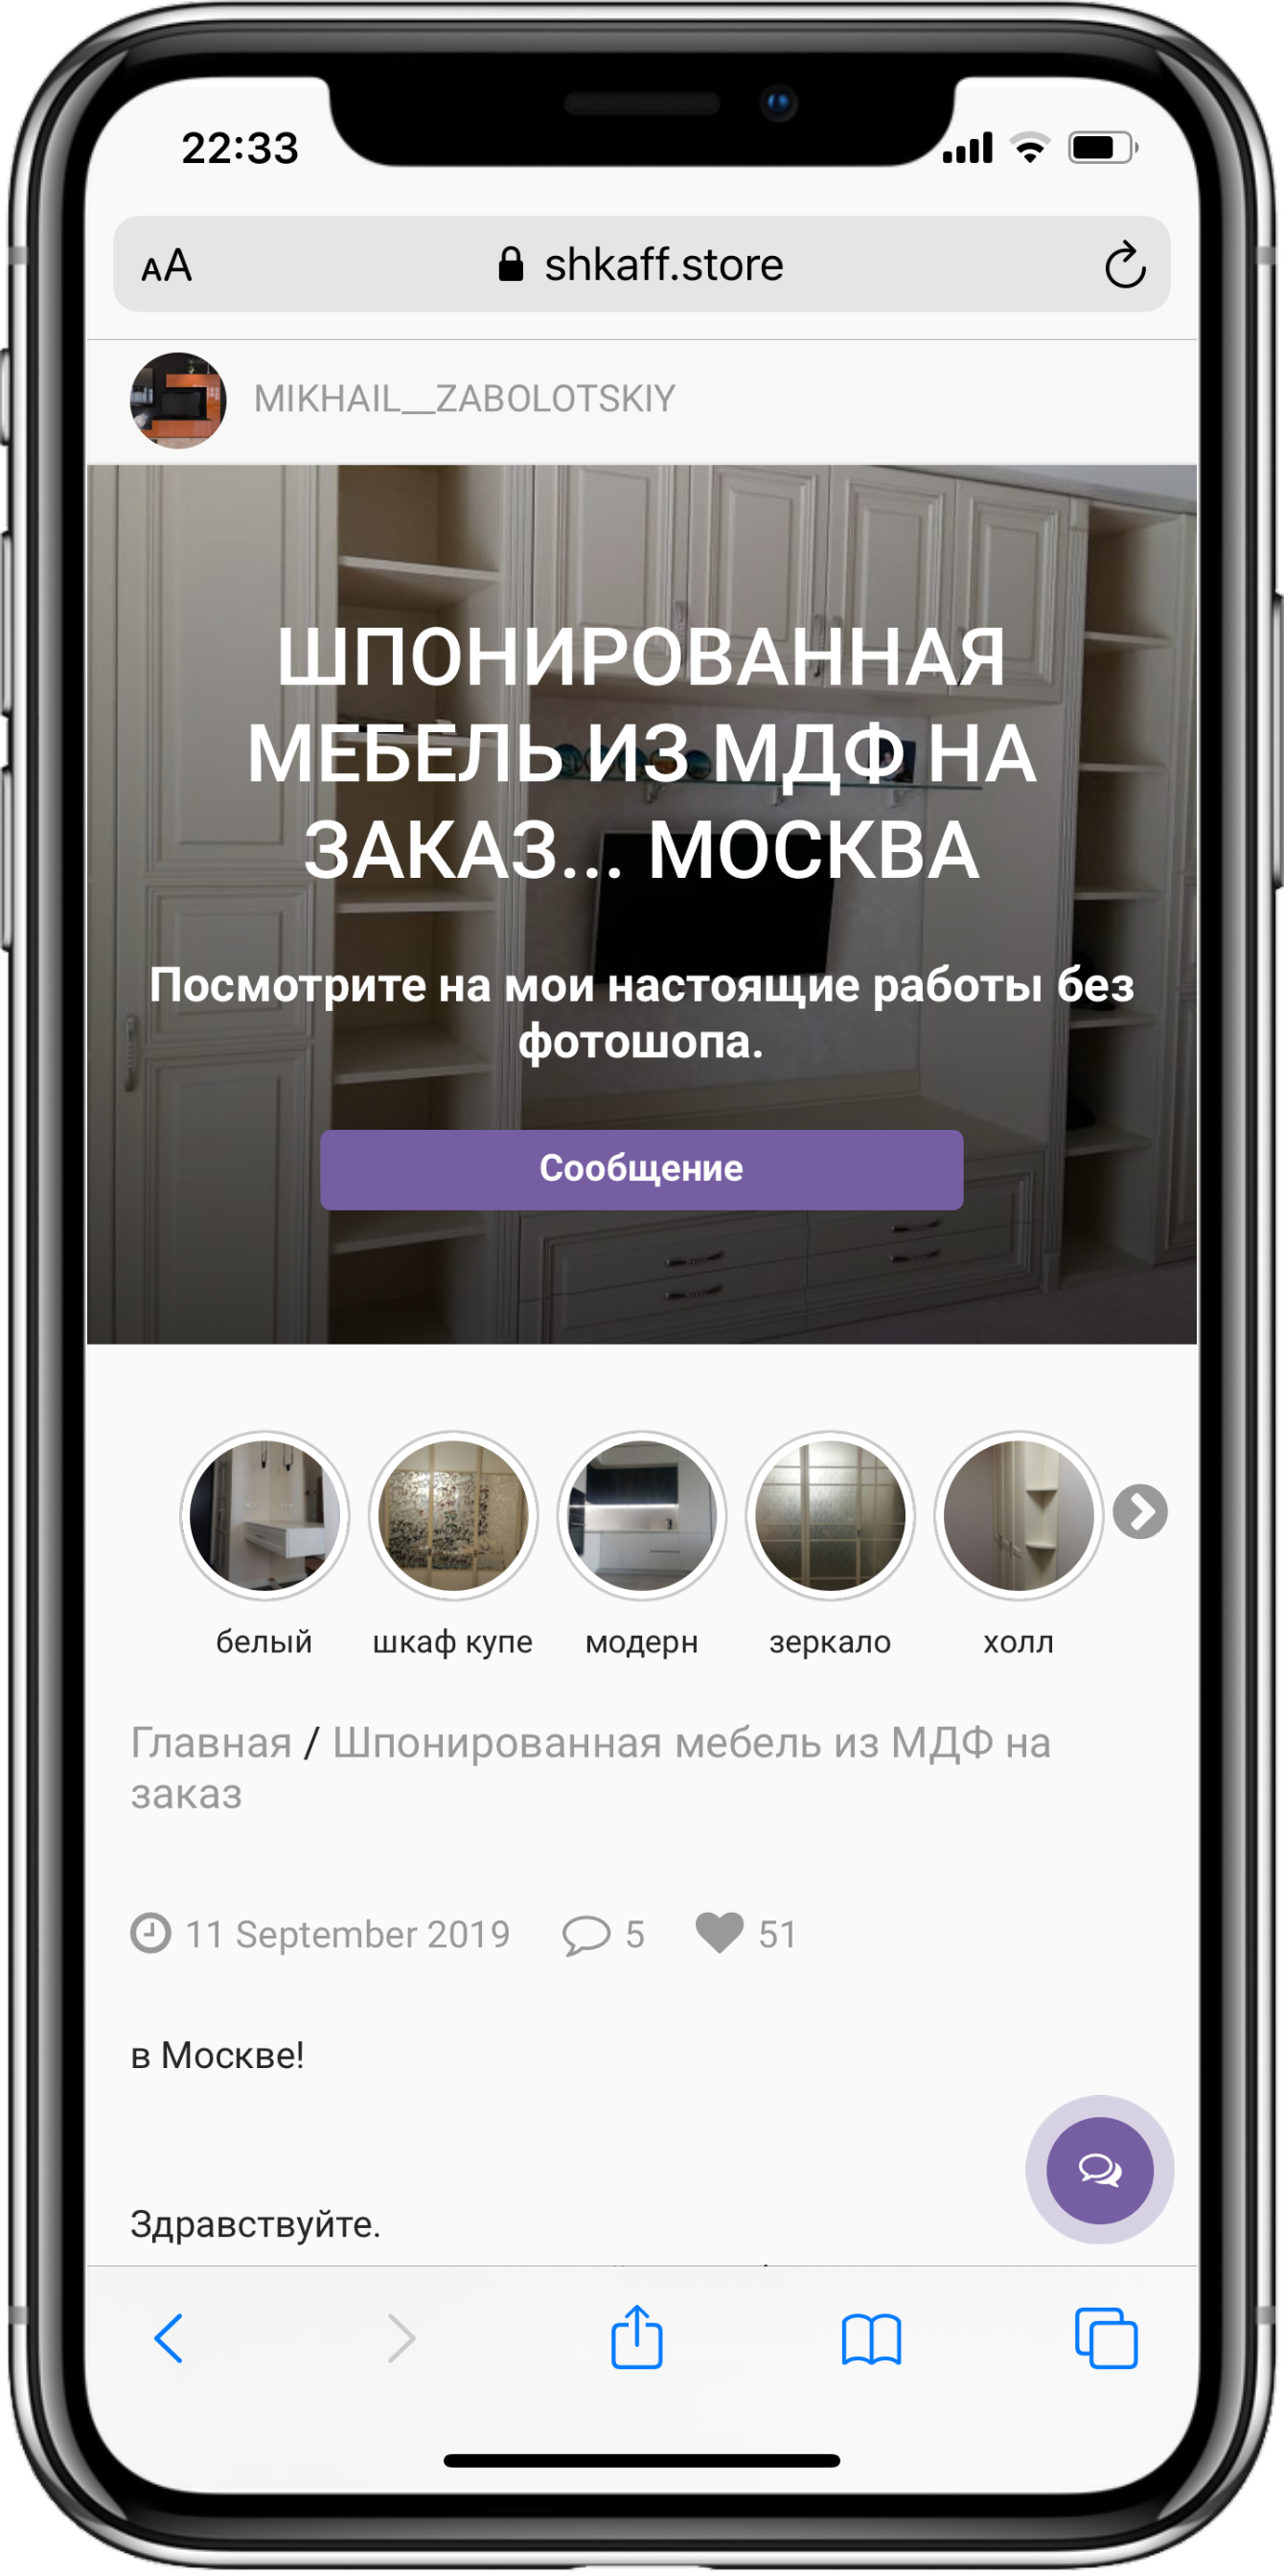 22:33
AA shkaff.store
MIKHAIL__ZABOLOTSKIY
ШПОНИРОВАННАЯ
МЕБЕЛЬ ИЗ МДФ НА
ЗАКАЗ... МОСКВА
Посмотрите на мои настоящие работы без
фотошопа.
Сообщение
белый шкаф купе модерн зеркало холл
Главная / Шпонированная мебель из МДФ на
заказ
11 September 2019 5 51
в Москве!
Здравствуйте.